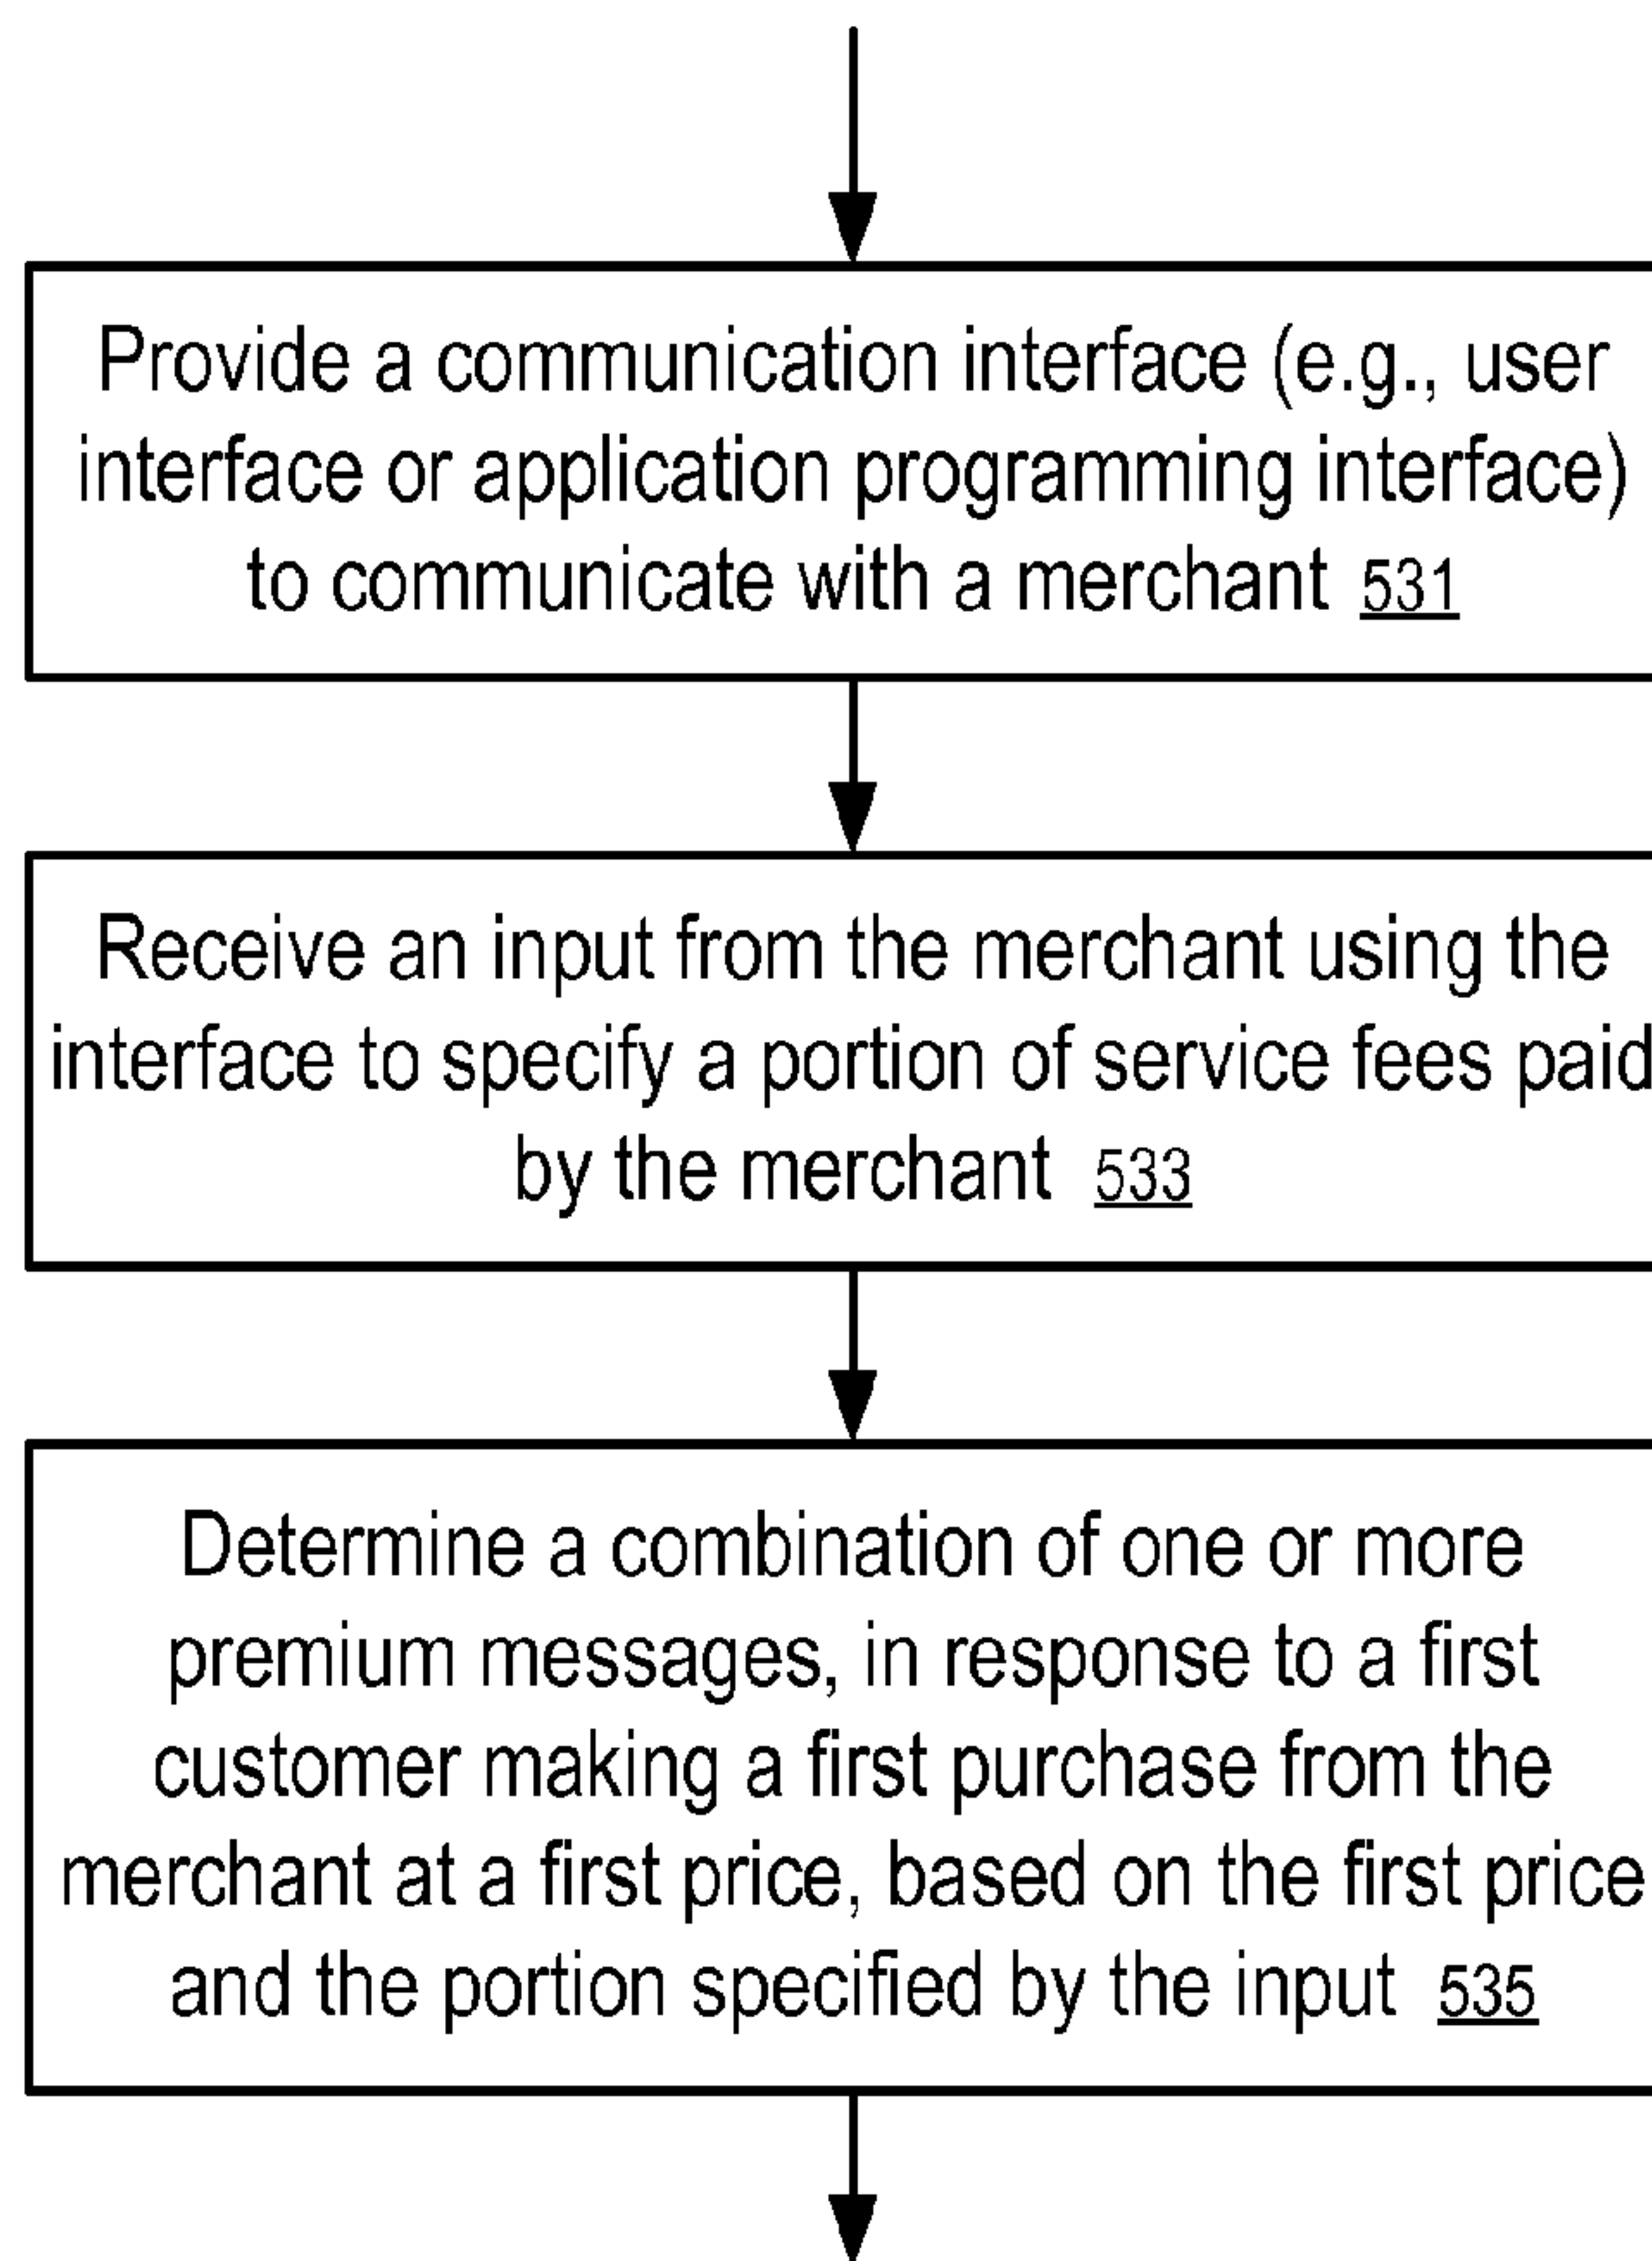 Provide a communication interface (e.g., user
interface or application programming interface)
to communicate with a merchant 531
Receive an input from the merchant using the
interface to specify a portion of service fees paid
by the merchant 533
Determine a combination of one or more
premium messages, in response to a first
customer making a first purchase from the
merchant at a first price, based on the first price
and the portion specified by the input 535